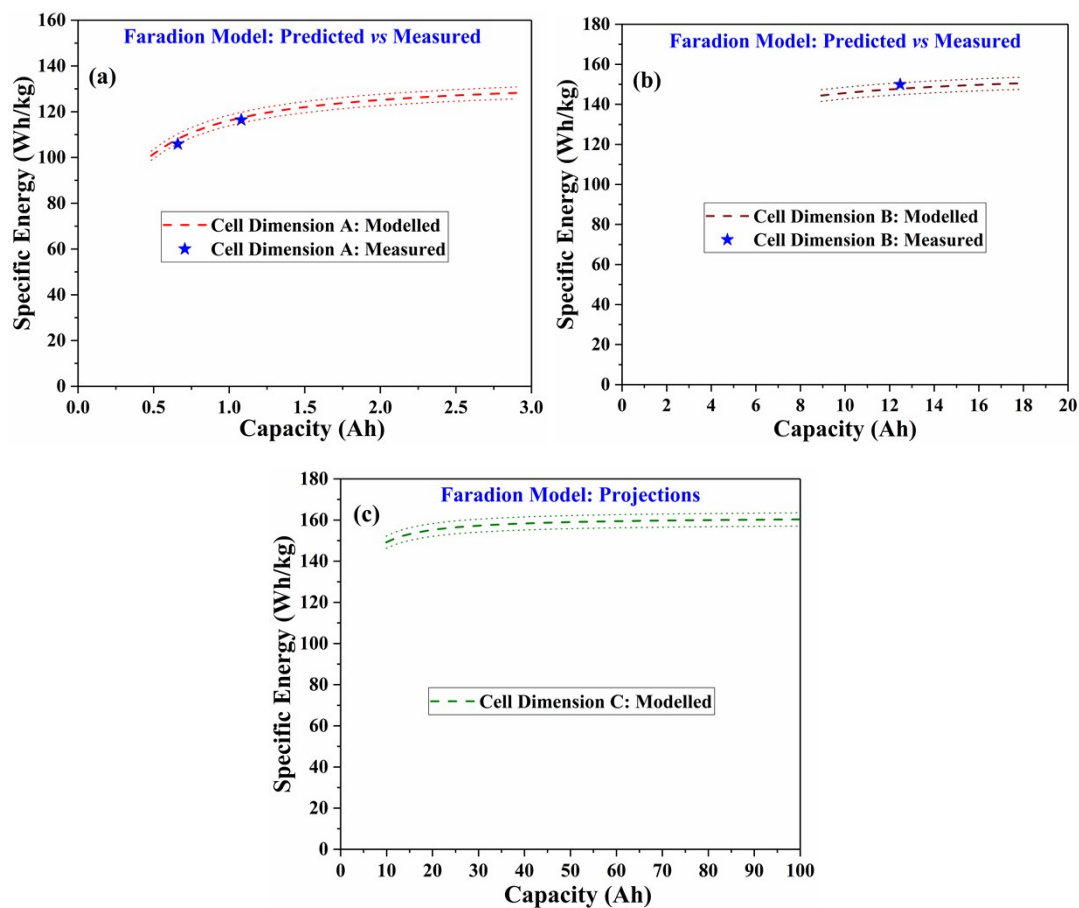 Faradion Model: Predicted vs Measured
(a)
Specific Energy (Wh/kg)
160
140
120
100
80
60
40
20
0
Cell Dimension A: Modelled
Cell Dimension A: Measured
0.0 0.5 1.0 1.5 2.0 2.5 3.0
Capacity (Ah)
Faradion Model: Predicted vs Measured
(b)
Specific Energy (Wh/kg)
180
160
140
120
100
80
60
40
20
0
Cell Dimension B: Modelled
Cell Dimension B: Measured
0 2 4 6 8 10 12 14 16 18 20
Capacity (Ah)
Faradion Model: Projections
(c)
Specific Energy (Wh/kg)
180
160
140
120
100
80
60
40
20
0
Cell Dimension C: Modelled
0 10 20 30 40 50 60 70 80 90 100
Capacity (Ah)